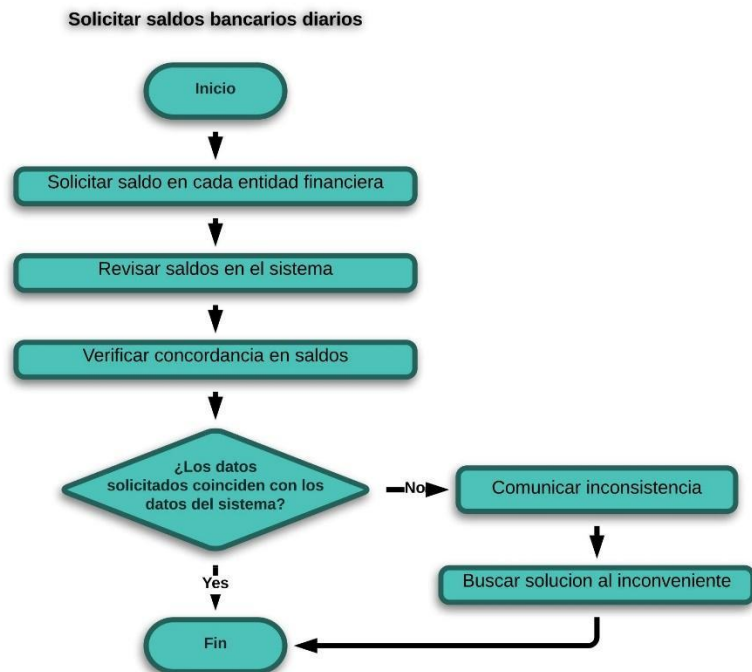 Solicitar saldos bancarios diarios
Inicio
Solicitar saldo en cada entidad financiera
Revisar saldos en el sistema
Verificar concordancia en saldos
¿Los datos
solicitados coinciden con los
datos del sistema?
No
Comunicar inconsistencia
Buscar solucion al inconveniente
Yes
Fin